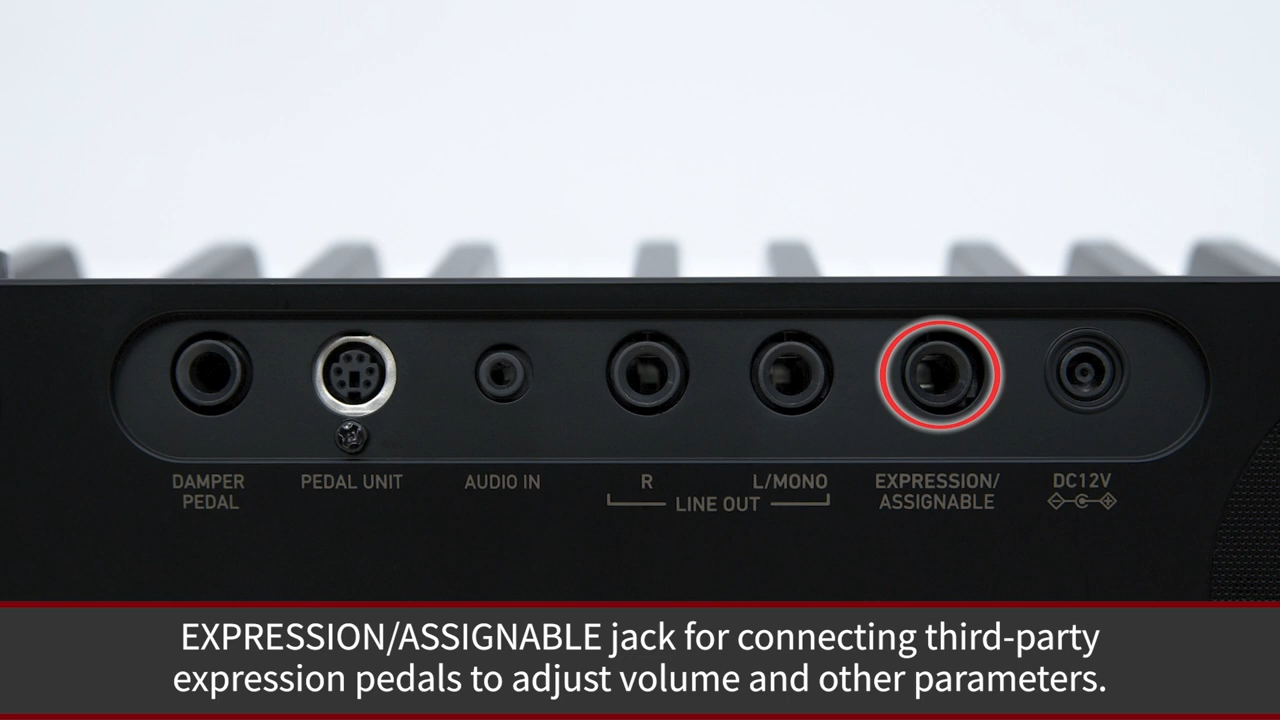 DAMPER
PEDAL
PEDAL UNIT
AUDIO IN
R
L/MONO
LINE OUT
EXPRESSION/
ASSIGNABLE
DC12V
EXPRESSION/ASSIGNABLE jack for connecting third-party
expression pedals to adjust volume and other parameters.